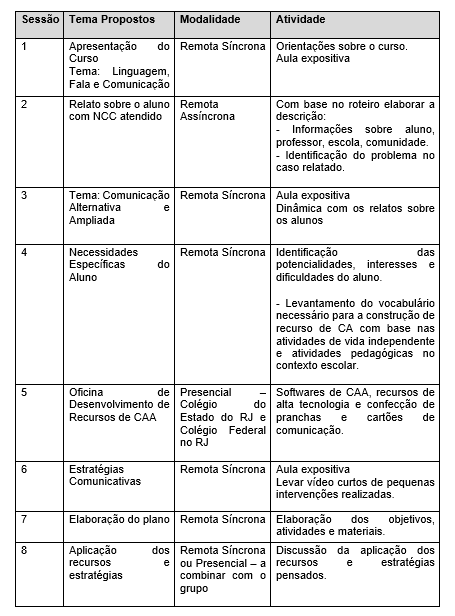 Sessão Tema Propostos Modalidade Atividade
1 Apresentação do Curso
Tema: Linguagem, Fala e Comunicação
Remota Síncrona
Orientações sobre o curso.
Aula expositiva
2 Relato sobre o aluno
com NCC atendido
Remota
Assíncrona
Com base no roteiro elaborar a
descrição:
- Informações sobre aluno,
professor, escola, comunidade.
- Identificação do problema no
caso relatado.
3 Tema: Comunicação
Alternativa e
Ampliada
Remota Síncrona
Aula expositiva
Dinâmica com os relatos sobre
os alunos
4 Necessidades
Específicas do
Aluno
Remota Síncrona
Identificação das
potencialidades, interesses e
dificuldades do aluno.
- Levantamento do vocabulário
necessário para a construção de
recurso de CA com base nas
atividades de vida independente
e atividades pedagógicas no
contexto escolar.
5 Oficina de
Desenvolvimento de
Recursos de CAA
Presencial –
Colégio do
Estado do RJ e
Colégio Federal
no RJ
Softwares de CAA, recursos de
alta tecnologia e confecção de
pranchas e cartões de
comunicação.
6 Estratégias
Comunicativas
Remota Síncrona
Aula expositiva
Levar vídeo curtos de pequenas
intervenções realizadas.
7 Elaboração do plano
Remota Síncrona
Elaboração dos objetivos,
atividades e materiais.
8 Aplicação dos
recursos e
estratégias
Remota Síncrona
ou Presencial – a
combinar com o
grupo
Discussão da aplicação dos
recursos e estratégias
pensados.